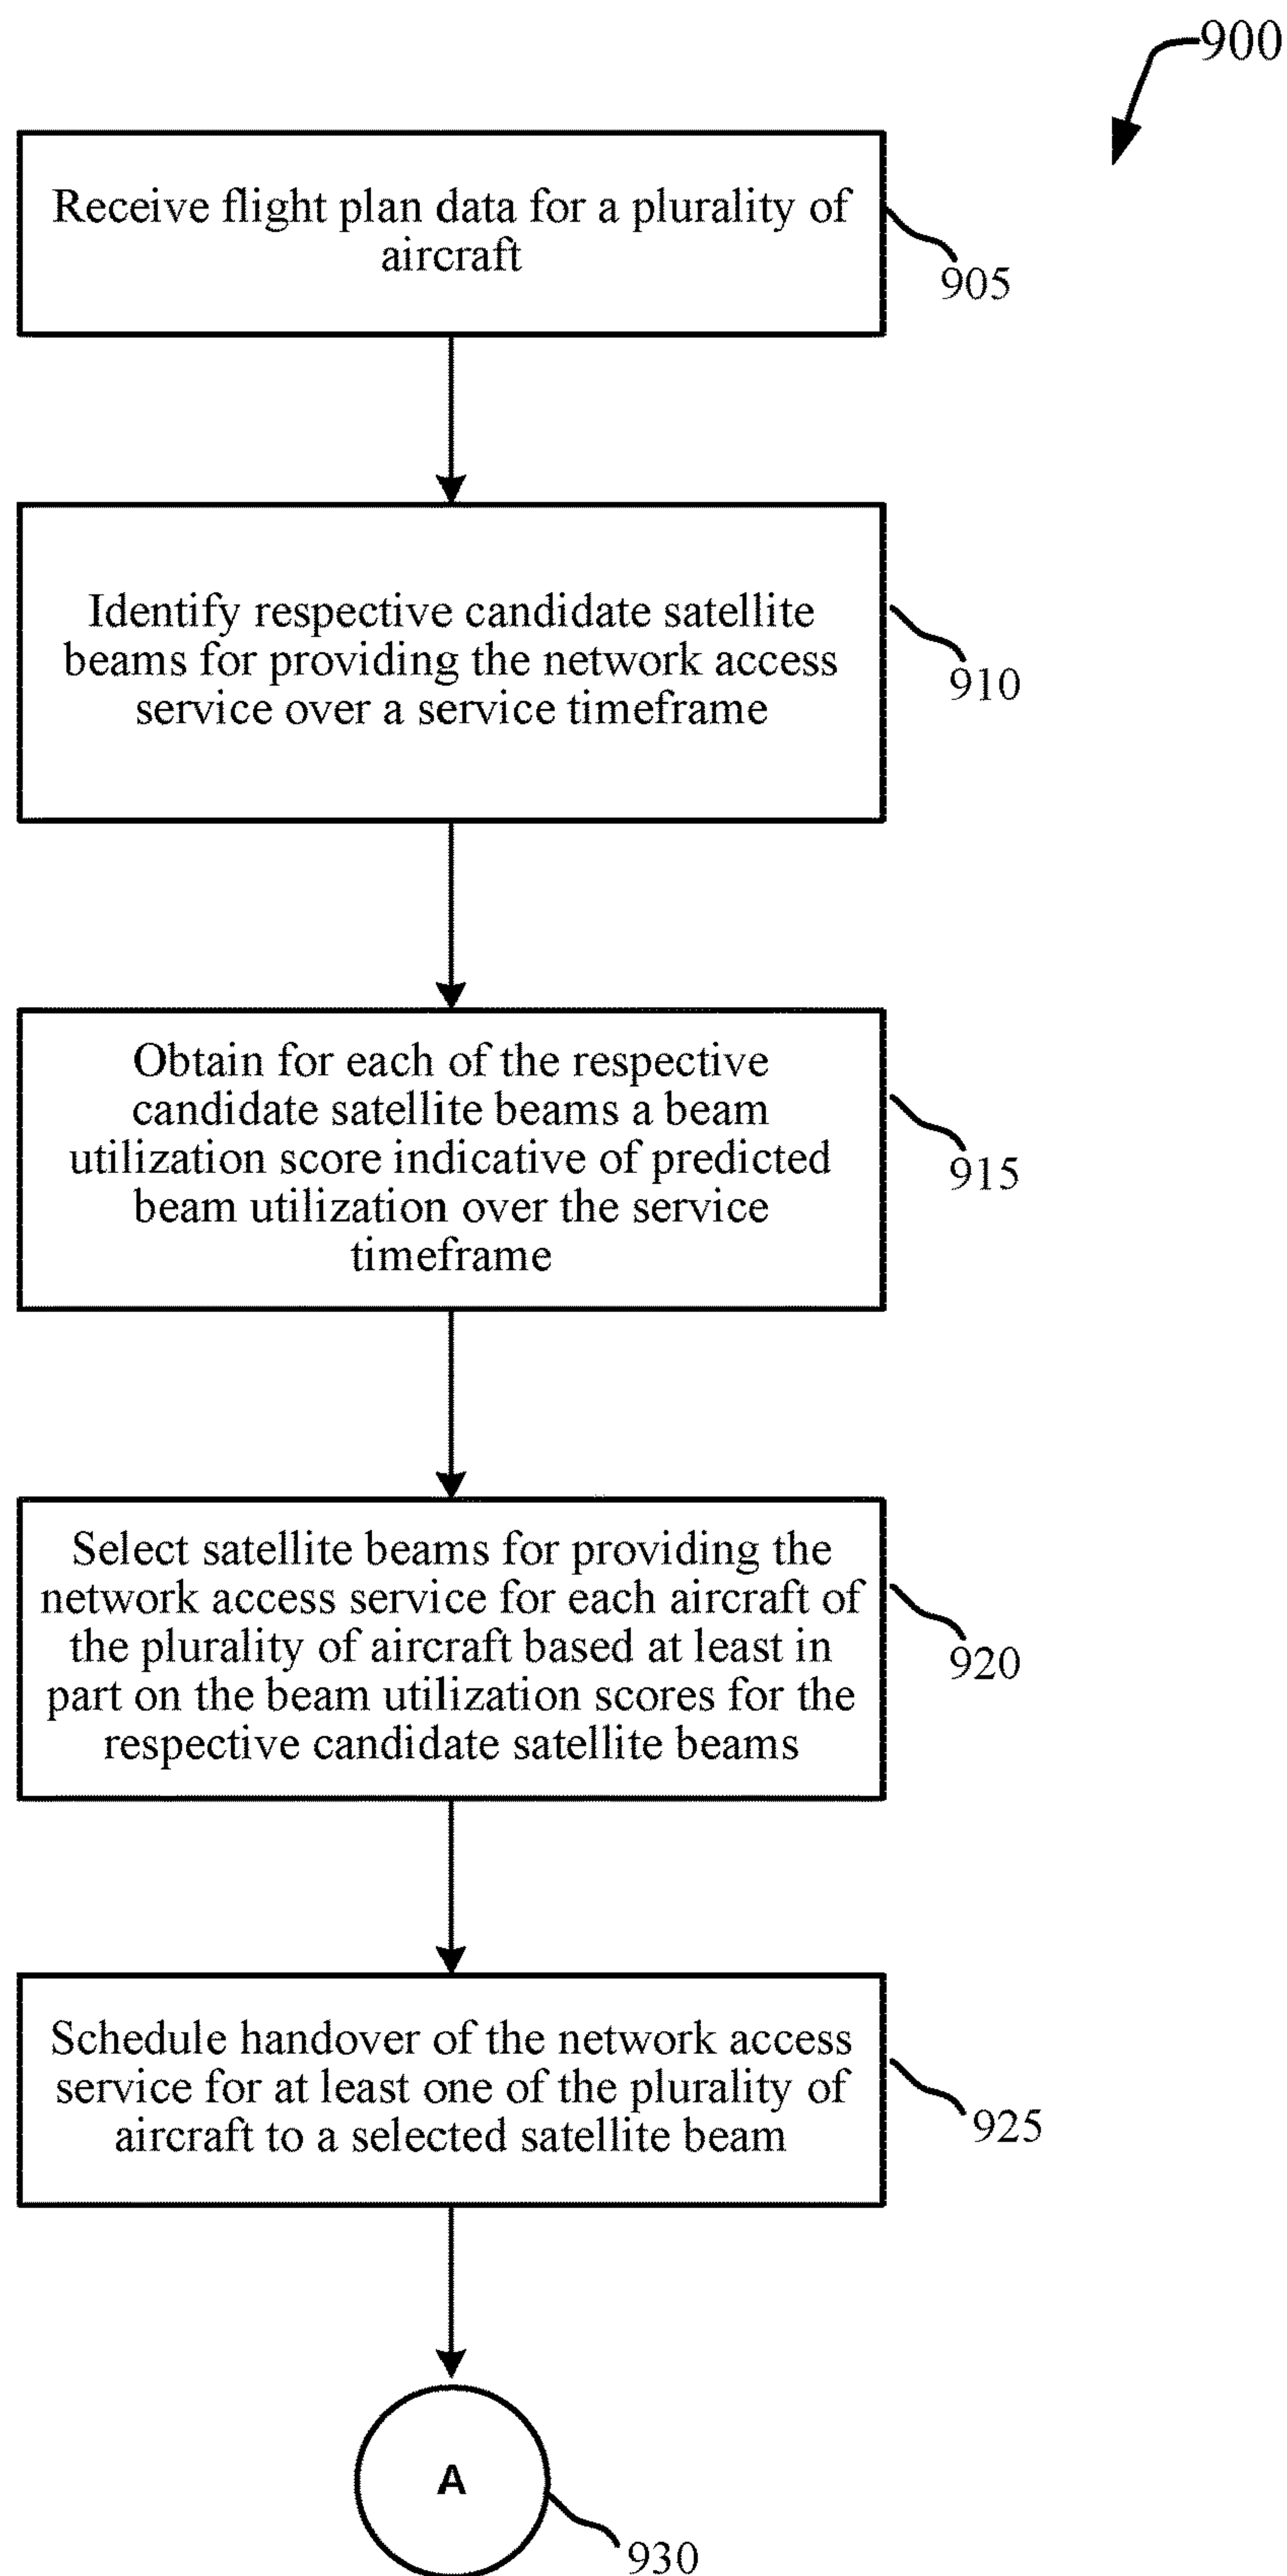 900
Receive flight plan data for a plurality of
aircraft
905
Identify respective candidate satellite
beams for providing the network access
service over a service timeframe
910
Obtain for each of the respective
candidate satellite beams a beam
utilization score indicative of predicted
beam utilization over the service
timeframe
915
Select satellite beams for providing the
network access service for each aircraft of
the plurality of aircraft based at least in
part on the beam utilization scores for the
respective candidate satellite beams
920
Schedule handover of the network access
service for at least one of the plurality of
aircraft to a selected satellite beam
925
A
930